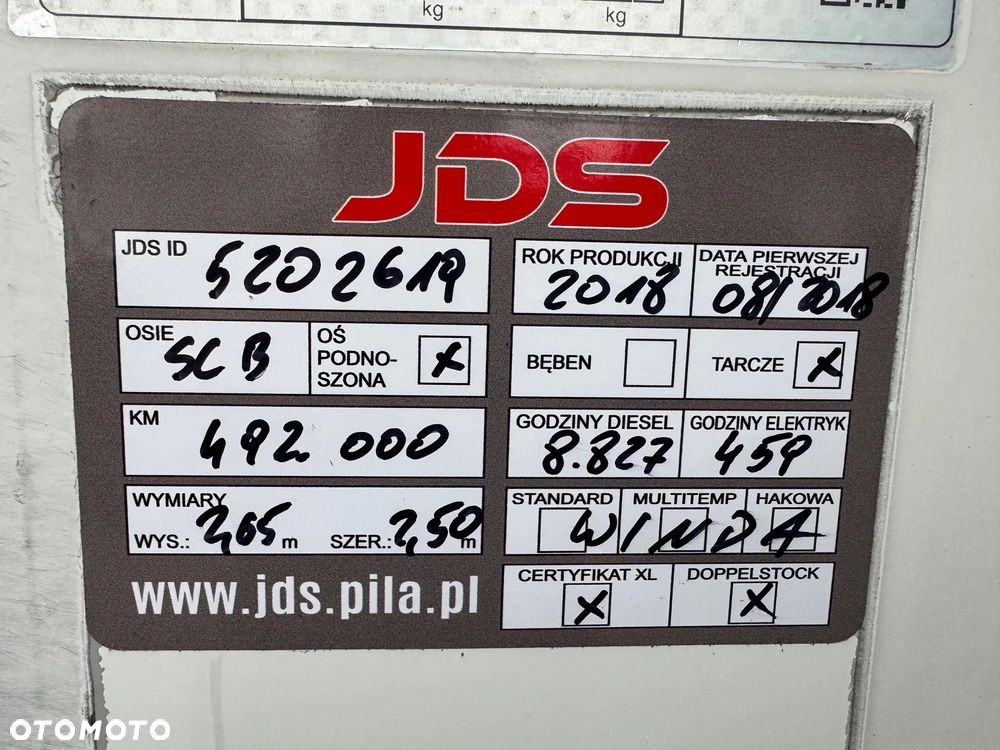 kg kg
JDS
JDS ID 5202619
ROK PRODUKCJI 2018
DATA PIERWSZEJ
REJESTRACJI
08/2018
OSIE SCB
OŚ
PODNO-
SZONA X
BĘBEN
TARCZE X
KM 492.000
GODZINY DIESEL
8.827
GODZINY ELEKTRYK
459
WYMIARY
WYS.: 2,65 m SZER.: 2,50 m
STANDARD MULTITEMP HAKOWA
WINDA
CERTYFIKAT XL X
DOPPELSTOCK X
www.jds.pila.pl
OTOMOTO